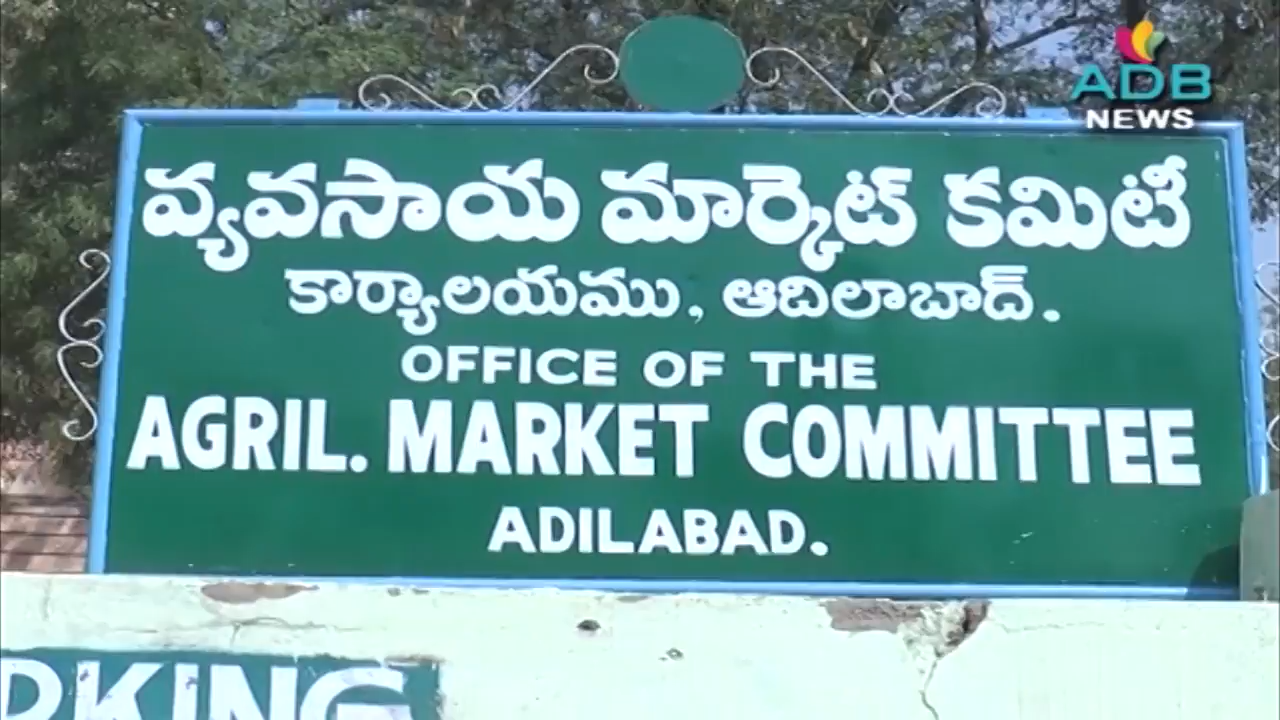 ADB
NEWS
వ్యవసాయ మార్కెట్ కమిటీ
కార్యాలయము, ఆదిలాబాద్.
OFFICE OF THE
AGRIL. MARKET COMMITTEE
ADILABAD.
RKING